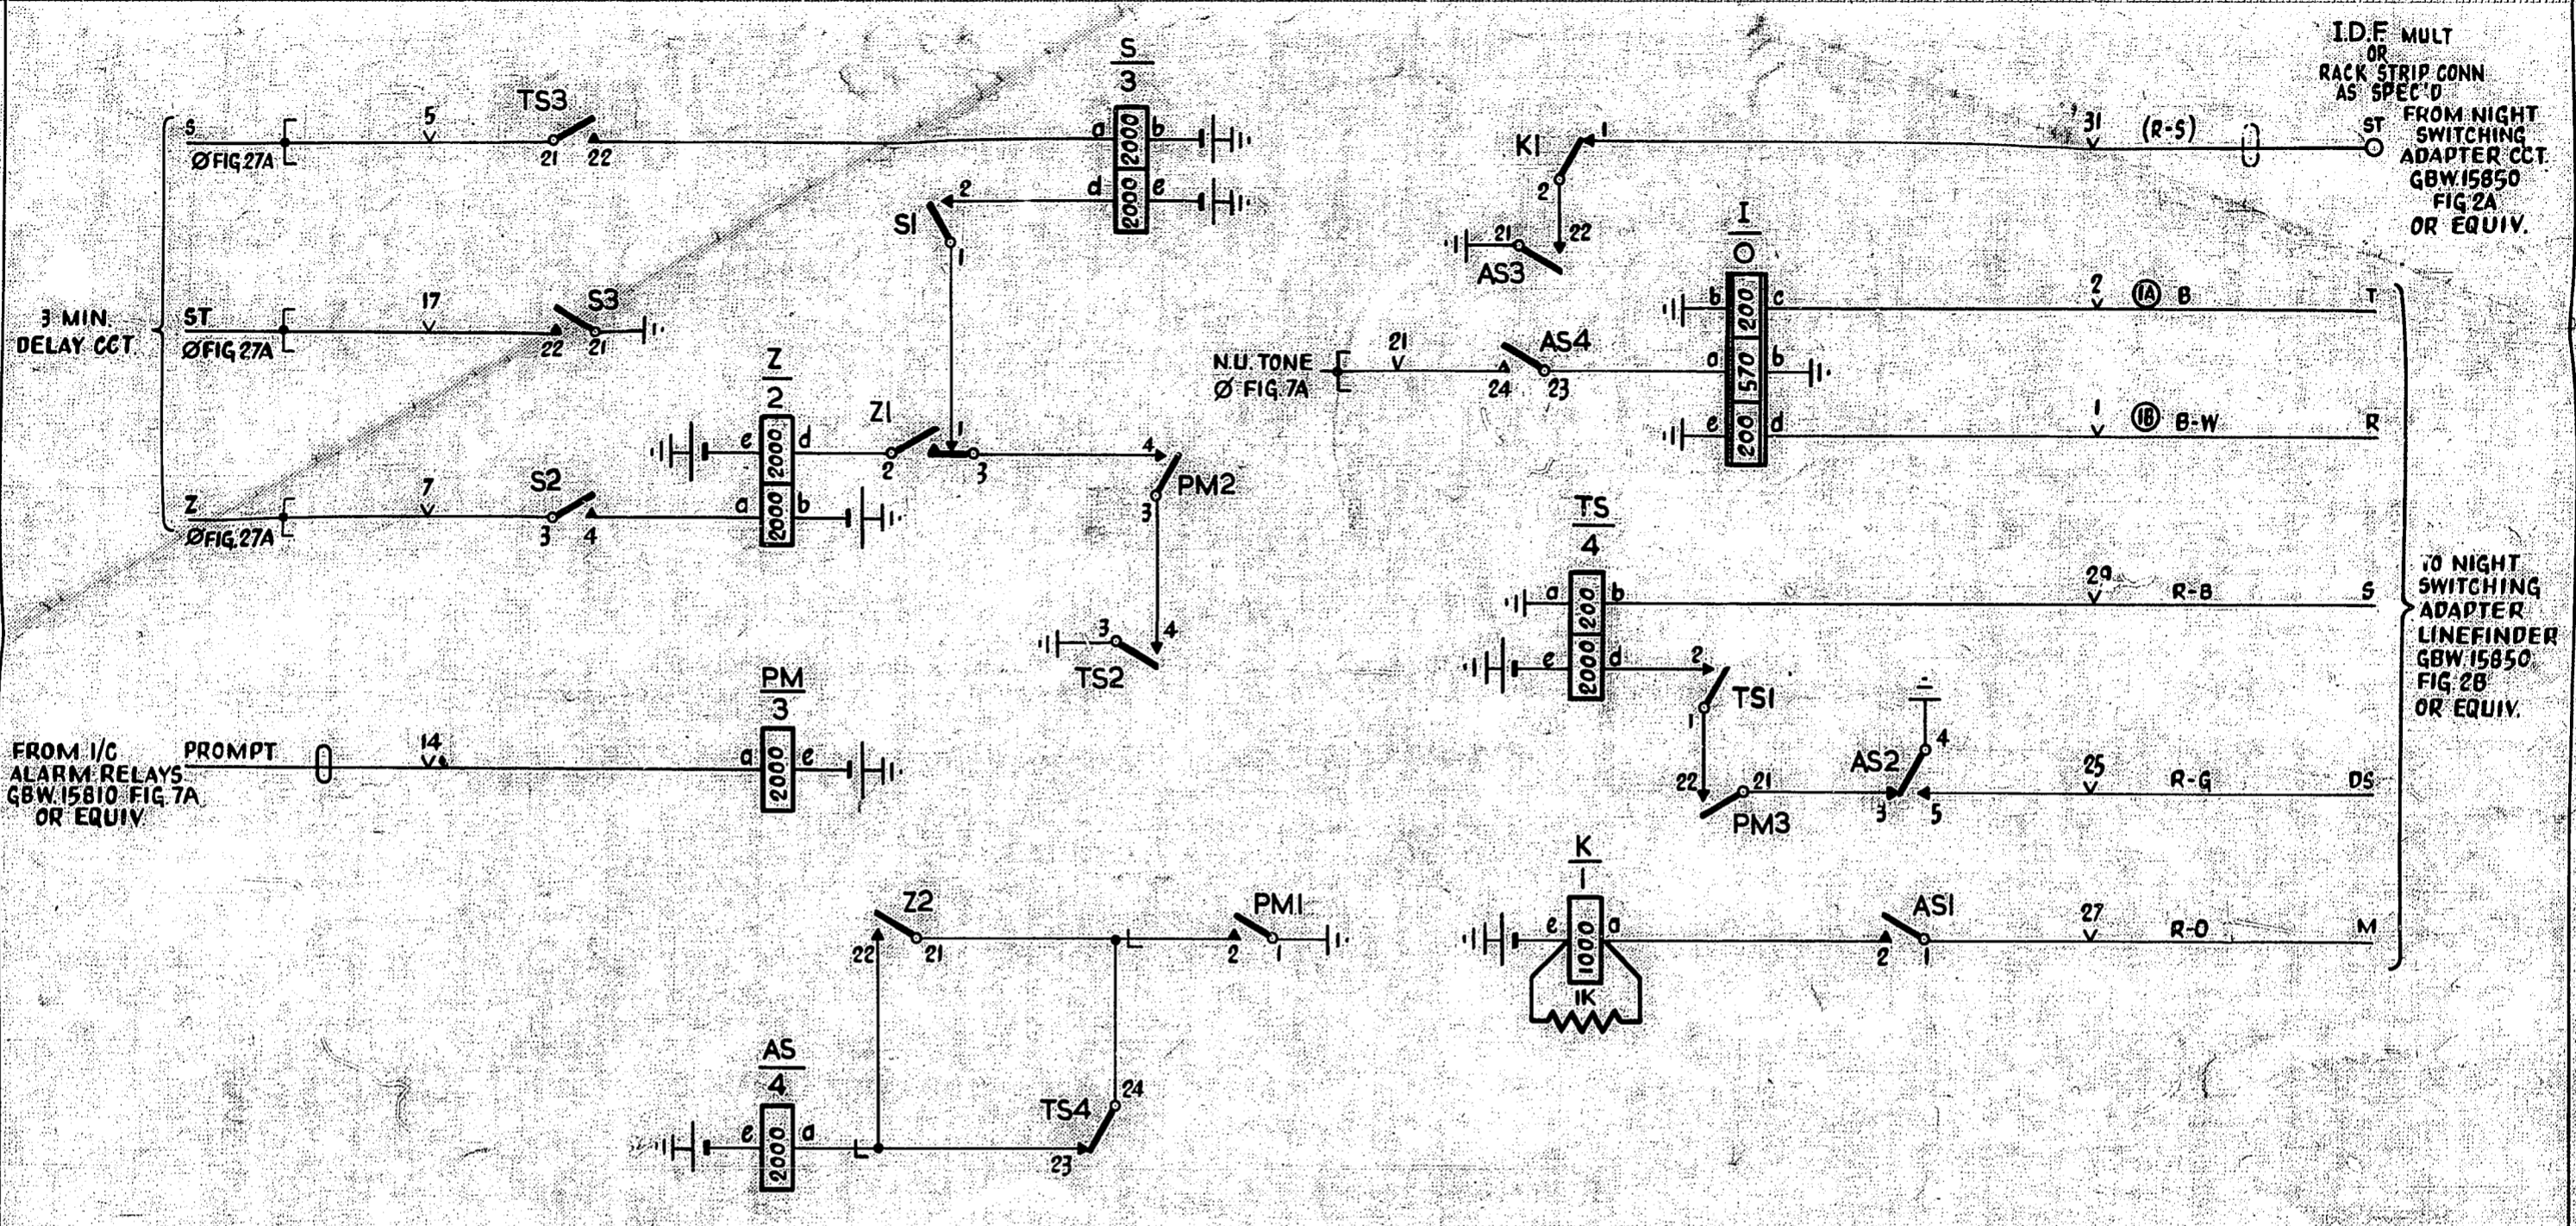 S
3
I.D.F. MULT
OR
RACK STRIP CONN
AS SPEC'D
FROM NIGHT
SWITCHING
ADAPTER CCT.
GBW.15850
FIG.2A
OR EQUIV.
ST
31
(R-S)
K1
1
2
22
21
AS3
S
ØFIG.27A
5
TS3
21
22
a
2000
b
d
2000
e
2
S1
1
3 MIN.
DELAY CCT
ST
ØFIG.27A
17
S3
22
21
I
O
b
200
c
2
1A
B
T
N.U. TONE
Ø FIG.7A
21
AS4
24
23
a
570
b
e
200
d
1
1B
B-W
R
Z
2
e
2000
d
Z1
2
1
3
4
PM2
3
Z
ØFIG.27A
7
S2
3
4
a
2000
b
3
4
TS2
TS
4
a
200
b
29
R-B
S
e
2000
d
2
TS1
1
22
21
PM3
AS2
4
3
5
25
R-G
DS
TO NIGHT
SWITCHING
ADAPTER
LINEFINDER
GBW.15850
FIG.2B
OR EQUIV.
FROM I/C
ALARM RELAYS
GBW.15810 FIG.7A
OR EQUIV.
PROMPT
14
PM
3
a
2000
e
Z2
22
21
PM1
2
1
K
1
e
1000
a
1K
AS1
2
1
27
R-O
M
AS
4
e
2000
a
TS4
24
23